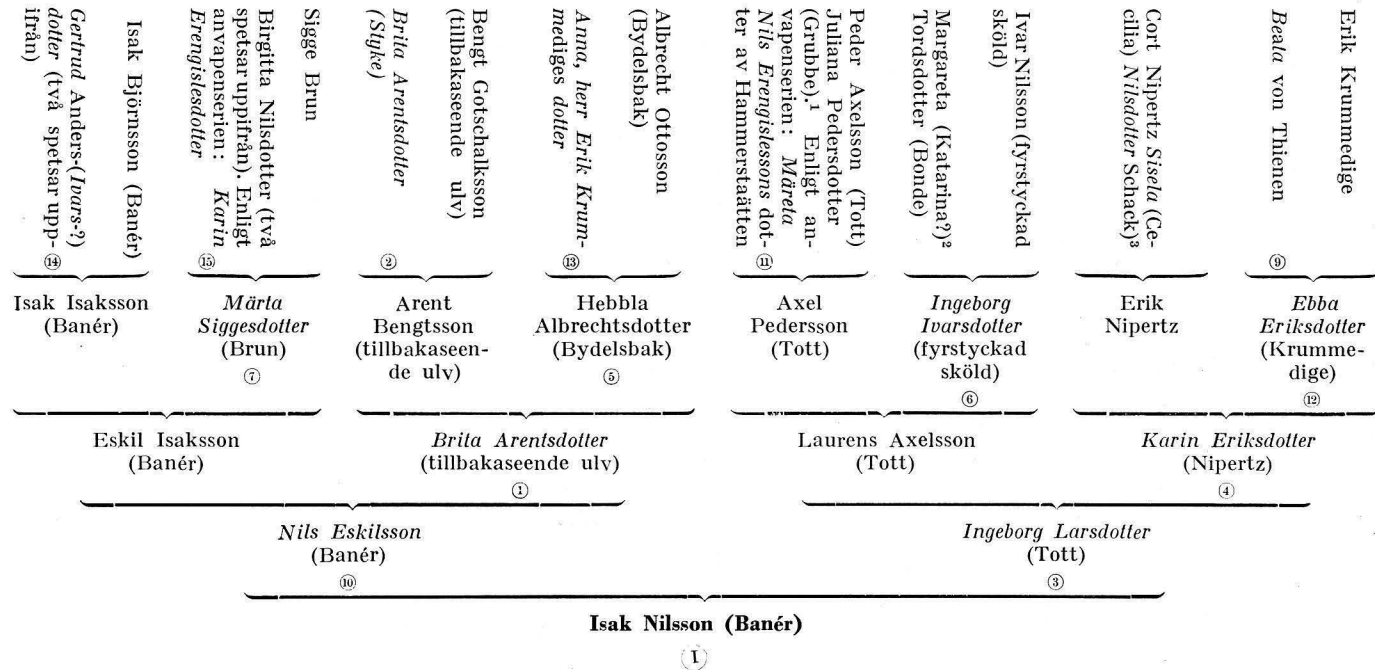 Isak Björnsson (Banér)
Gertrud Anders-(Ivars-?)
dotter (två spetsar upp-
ifrån)
Sigge Brun
Birgitta Nilsdotter (två
spetsar uppifrån). Enligt
anvapenserien: Karin
Erengislesdotter
Bengt Gotschalksson
(tillbakaseende ulv)
Brita Arentsdotter
(Styke)
Albrecht Ottosson
(Bydelsbak)
Anna, herr Erik Krum-
mediges dotter
Peder Axelsson (Tott)
Juliana Pedersdotter
(Grubbe).¹ Enligt an-
vapenserien: Märeta
Nils Erengislessons dot-
ter av Hammerstaätten
Ivar Nilsson (fyrstyckad
sköld)
Margareta (Katarina?)²
Tordsdotter (Bonde)
Cort Nipertz Sisela (Ce-
cilia) Nilsdotter Schack)³
Erik Krummedige
Beala von Thienen
⑭ ⑮ ② ⑬ ⑪ ⑨
Isak Isaksson
(Banér)
Märta
Siggesdotter
(Brun)
⑦
Arent
Bengtsson
(tillbakaseen-
de ulv)
Hebbla
Albrechtsdotter
(Bydelsbak)
⑤
Axel
Pedersson
(Tott)
Ingeborg
Ivarsdotter
(fyrstyckad
sköld)
⑥
Erik
Nipertz
Ebba
Eriksdotter
(Krumme-
dige)
⑫
Eskil Isaksson
(Banér)
Brita Arentsdotter
(tillbakaseende ulv)
①
Laurens Axelsson
(Tott)
Karin Eriksdotter
(Nipertz)
④
Nils Eskilsson
(Banér)
⑩
Ingeborg Larsdotter
(Tott)
③
Isak Nilsson (Banér)
(I)